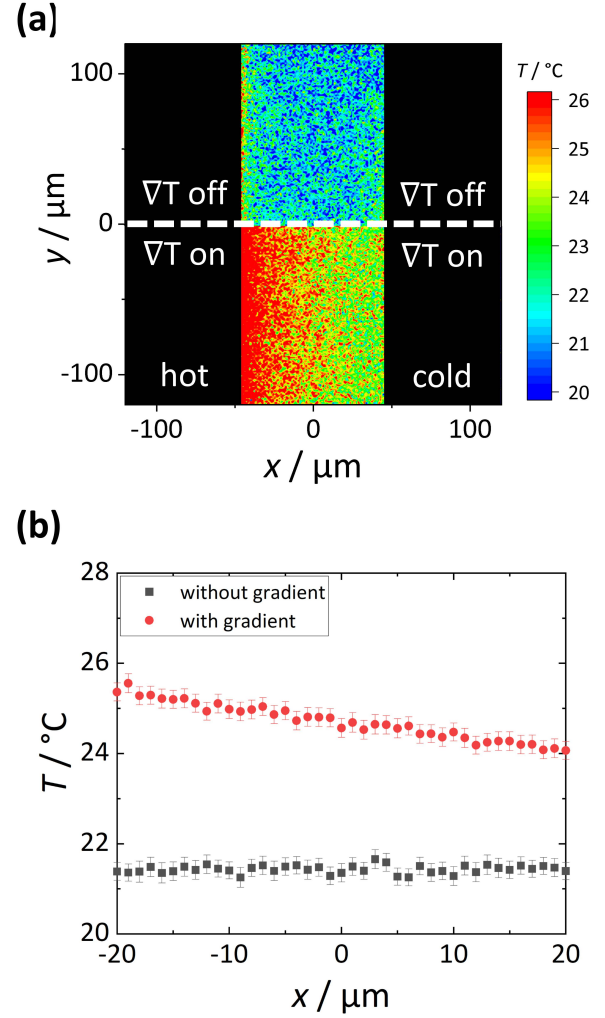 (a)
T / °C
100
26
25
∇T off
∇T off
24
0
y / µm
∇T on
∇T on
23
22
21
-100
hot
cold
20
-100
0
100
x / µm
(b)
28
without gradient
with gradient
26
T / °C
24
22
20
-20
-10
0
10
20
x / µm